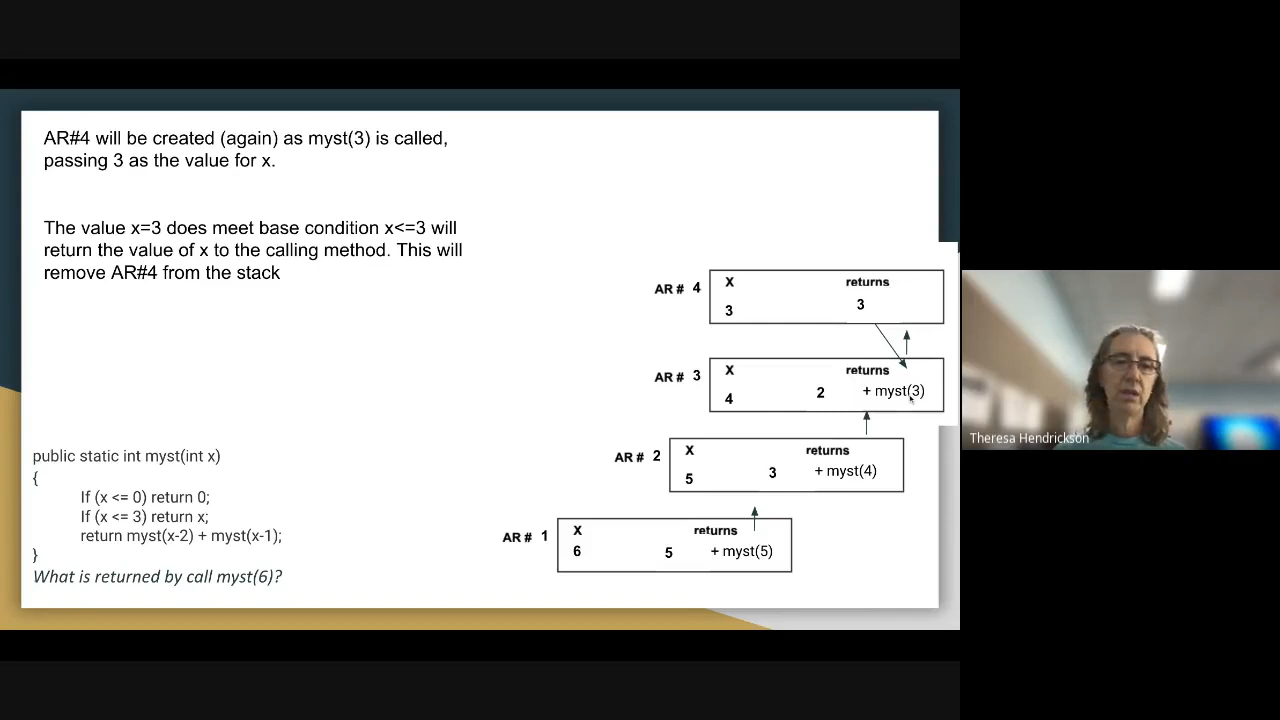 AR#4 will be created (again) as myst(3) is called,
passing 3 as the value for x.
The value x=3 does meet base condition x<=3 will
return the value of x to the calling method. This will
remove AR#4 from the stack
AR # 4 X returns
3 3
AR # 3 X returns
4 2 + myst(3)
AR # 2 X returns
5 3 + myst(4)
AR # 1 X returns
6 5 + myst(5)
public static int myst(int x)
{
If (x <= 0) return 0;
If (x <= 3) return x;
return myst(x-2) + myst(x-1);
}
What is returned by call myst(6)?
Theresa Hendrickson